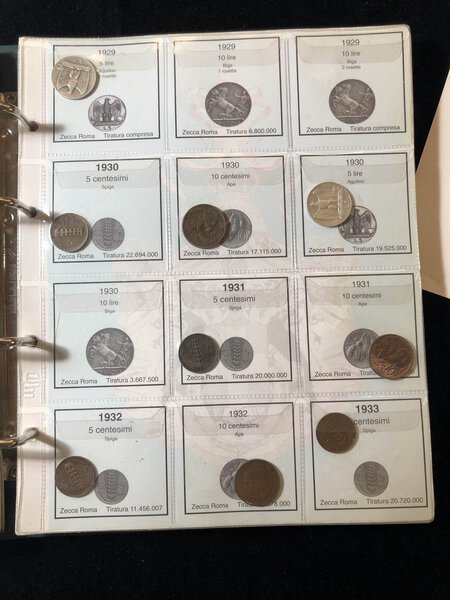 1929
5 lire
Aquilino
rosette
Zecca Roma Tiratura compresa
1929
10 lire
Biga
1 rosetta
Zecca Roma Tiratura 6.800.000
1929
10 lire
Biga
2 rosette
Zecca Roma Tiratura compresa
1930
5 centesimi
Spiga
Zecca Roma Tiratura 22.694.000
1930
10 centesimi
Ape
Zecca Roma Tiratura 17.115.000
1930
5 lire
Aquilino
Zecca Roma Tiratura 19.525.000
1930
10 lire
Biga
Zecca Roma Tiratura 3.667.500
1931
5 centesimi
Spiga
Zecca Roma Tiratura 20.000.000
1931
10 centesimi
Ape
Zecca Roma Tiratura
1932
5 centesimi
Spiga
Zecca Roma Tiratura 11.456.007
1932
10 centesimi
Ape
Zecca Roma
1933
Zecca Roma Tiratura 20.720.000